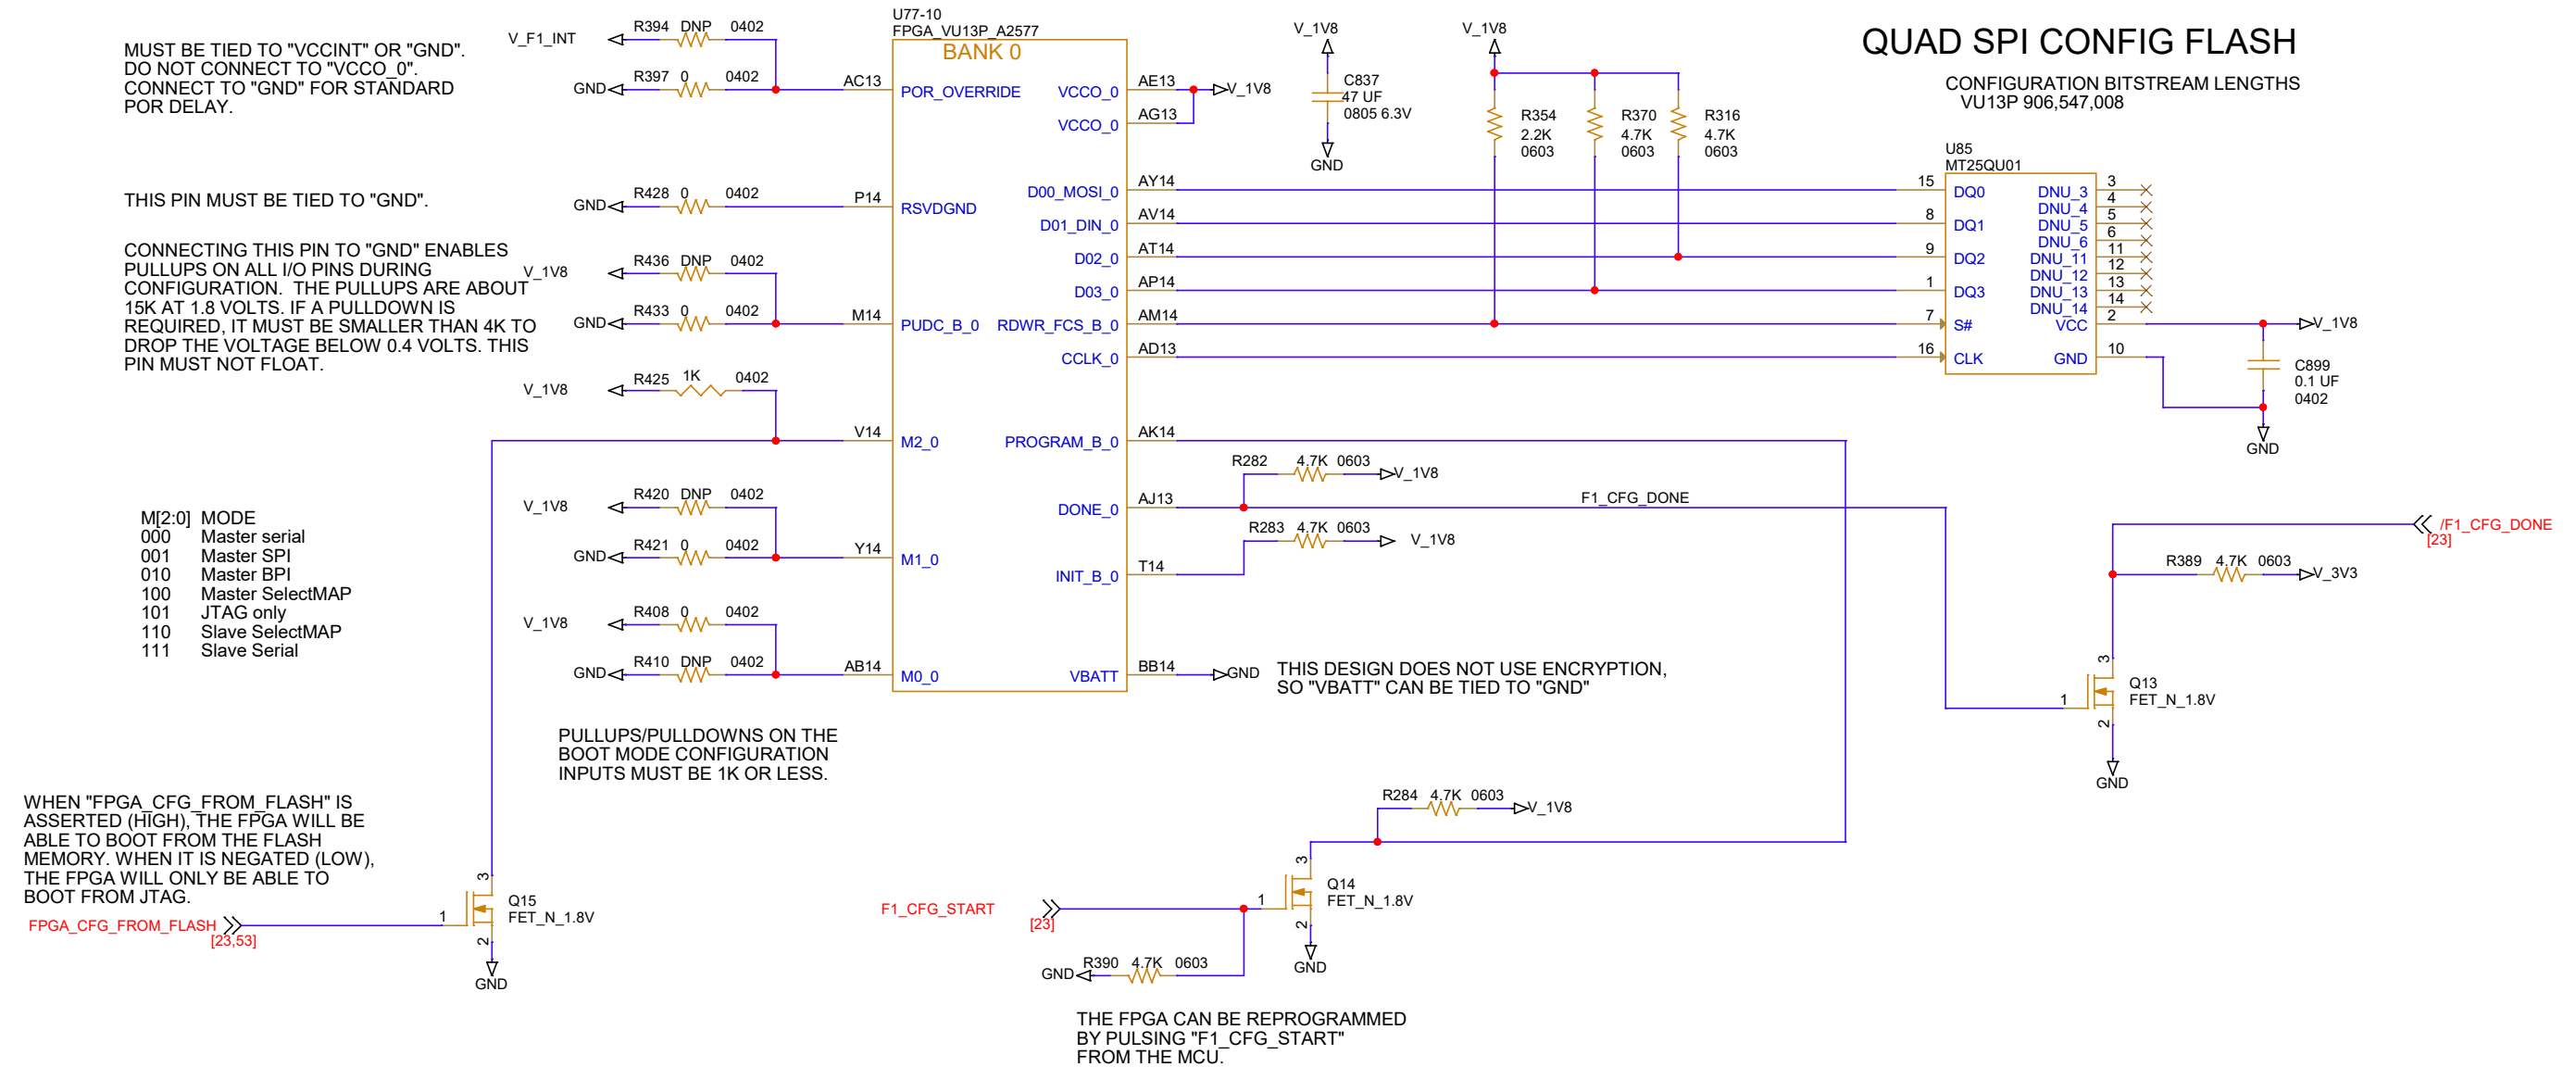 QUAD SPI CONFIG FLASH
CONFIGURATION BITSTREAM LENGTHS
VU13P 906,547,008
MUST BE TIED TO "VCCINT" OR "GND".
DO NOT CONNECT TO "VCCO_0".
CONNECT TO "GND" FOR STANDARD
POR DELAY.
THIS PIN MUST BE TIED TO "GND".
CONNECTING THIS PIN TO "GND" ENABLES
PULLUPS ON ALL I/O PINS DURING
CONFIGURATION. THE PULLUPS ARE ABOUT
15K AT 1.8 VOLTS. IF A PULLDOWN IS
REQUIRED, IT MUST BE SMALLER THAN 4K TO
DROP THE VOLTAGE BELOW 0.4 VOLTS. THIS
PIN MUST NOT FLOAT.
M[2:0] MODE
000 Master serial
001 Master SPI
010 Master BPI
100 Master SelectMAP
101 JTAG only
110 Slave SelectMAP
111 Slave Serial
WHEN "FPGA_CFG_FROM_FLASH" IS
ASSERTED (HIGH), THE FPGA WILL BE
ABLE TO BOOT FROM THE FLASH
MEMORY. WHEN IT IS NEGATED (LOW),
THE FPGA WILL ONLY BE ABLE TO
BOOT FROM JTAG.
FPGA_CFG_FROM_FLASH
[23,53]
1
3
2
Q15
FET_N_1.8V
GND
V_F1_INT
R394 DNP 0402
GND
R397 0 0402
GND
R428 0 0402
V_1V8
R436 DNP 0402
GND
R433 0 0402
V_1V8
R425 1K 0402
V_1V8
R420 DNP 0402
GND
R421 0 0402
V_1V8
R408 0 0402
GND
R410 DNP 0402
PULLUPS/PULLDOWNS ON THE
BOOT MODE CONFIGURATION
INPUTS MUST BE 1K OR LESS.
U77-10
FPGA_VU13P_A2577
BANK 0
AC13 POR_OVERRIDE
P14 RSVDGND
M14 PUDC_B_0
V14 M2_0
Y14 M1_0
AB14 M0_0
VCCO_0 AE13
VCCO_0 AG13
D00_MOSI_0 AY14
D01_DIN_0 AV14
D02_0 AT14
D03_0 AP14
RDWR_FCS_B_0 AM14
CCLK_0 AD13
PROGRAM_B_0 AK14
DONE_0 AJ13
INIT_B_0 T14
VBATT BB14
V_1V8
V_1V8
C837
47 UF
0805 6.3V
GND
V_1V8
R354
2.2K
0603
R370
4.7K
0603
R316
4.7K
0603
R282 4.7K 0603
V_1V8
F1_CFG_DONE
R283 4.7K 0603
V_1V8
GND
THIS DESIGN DOES NOT USE ENCRYPTION,
SO "VBATT" CAN BE TIED TO "GND"
U85
MT25QU01
15 DQ0
8 DQ1
9 DQ2
1 DQ3
7 S#
16 CLK
DNU_3 3
DNU_4 4
DNU_5 5
DNU_6 6
DNU_11 11
DNU_12 12
DNU_13 13
DNU_14 14
VCC 2
GND 10
V_1V8
C899
0.1 UF
0402
GND
/F1_CFG_DONE
[23]
R389 4.7K 0603
V_3V3
1
3
2
Q13
FET_N_1.8V
GND
R284 4.7K 0603
V_1V8
F1_CFG_START
[23]
1
3
2
Q14
FET_N_1.8V
GND
GND
R390 4.7K 0603
THE FPGA CAN BE REPROGRAMMED
BY PULSING "F1_CFG_START"
FROM THE MCU.